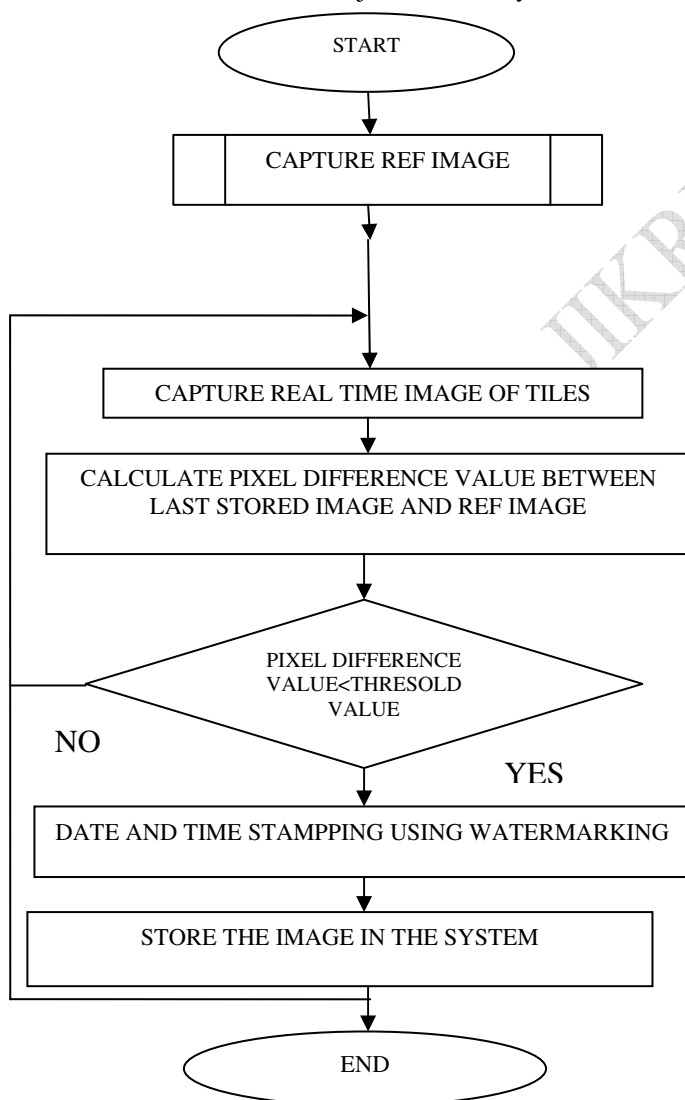 START
CAPTURE REF IMAGE
CAPTURE REAL TIME IMAGE OF TILES
CALCULATE PIXEL DIFFERENCE VALUE BETWEEN
LAST STORED IMAGE AND REF IMAGE
PIXEL DIFFERENCE
VALUE<THRESOLD
VALUE
NO
YES
DATE AND TIME STAMPPING USING WATERMARKING
STORE THE IMAGE IN THE SYSTEM
END